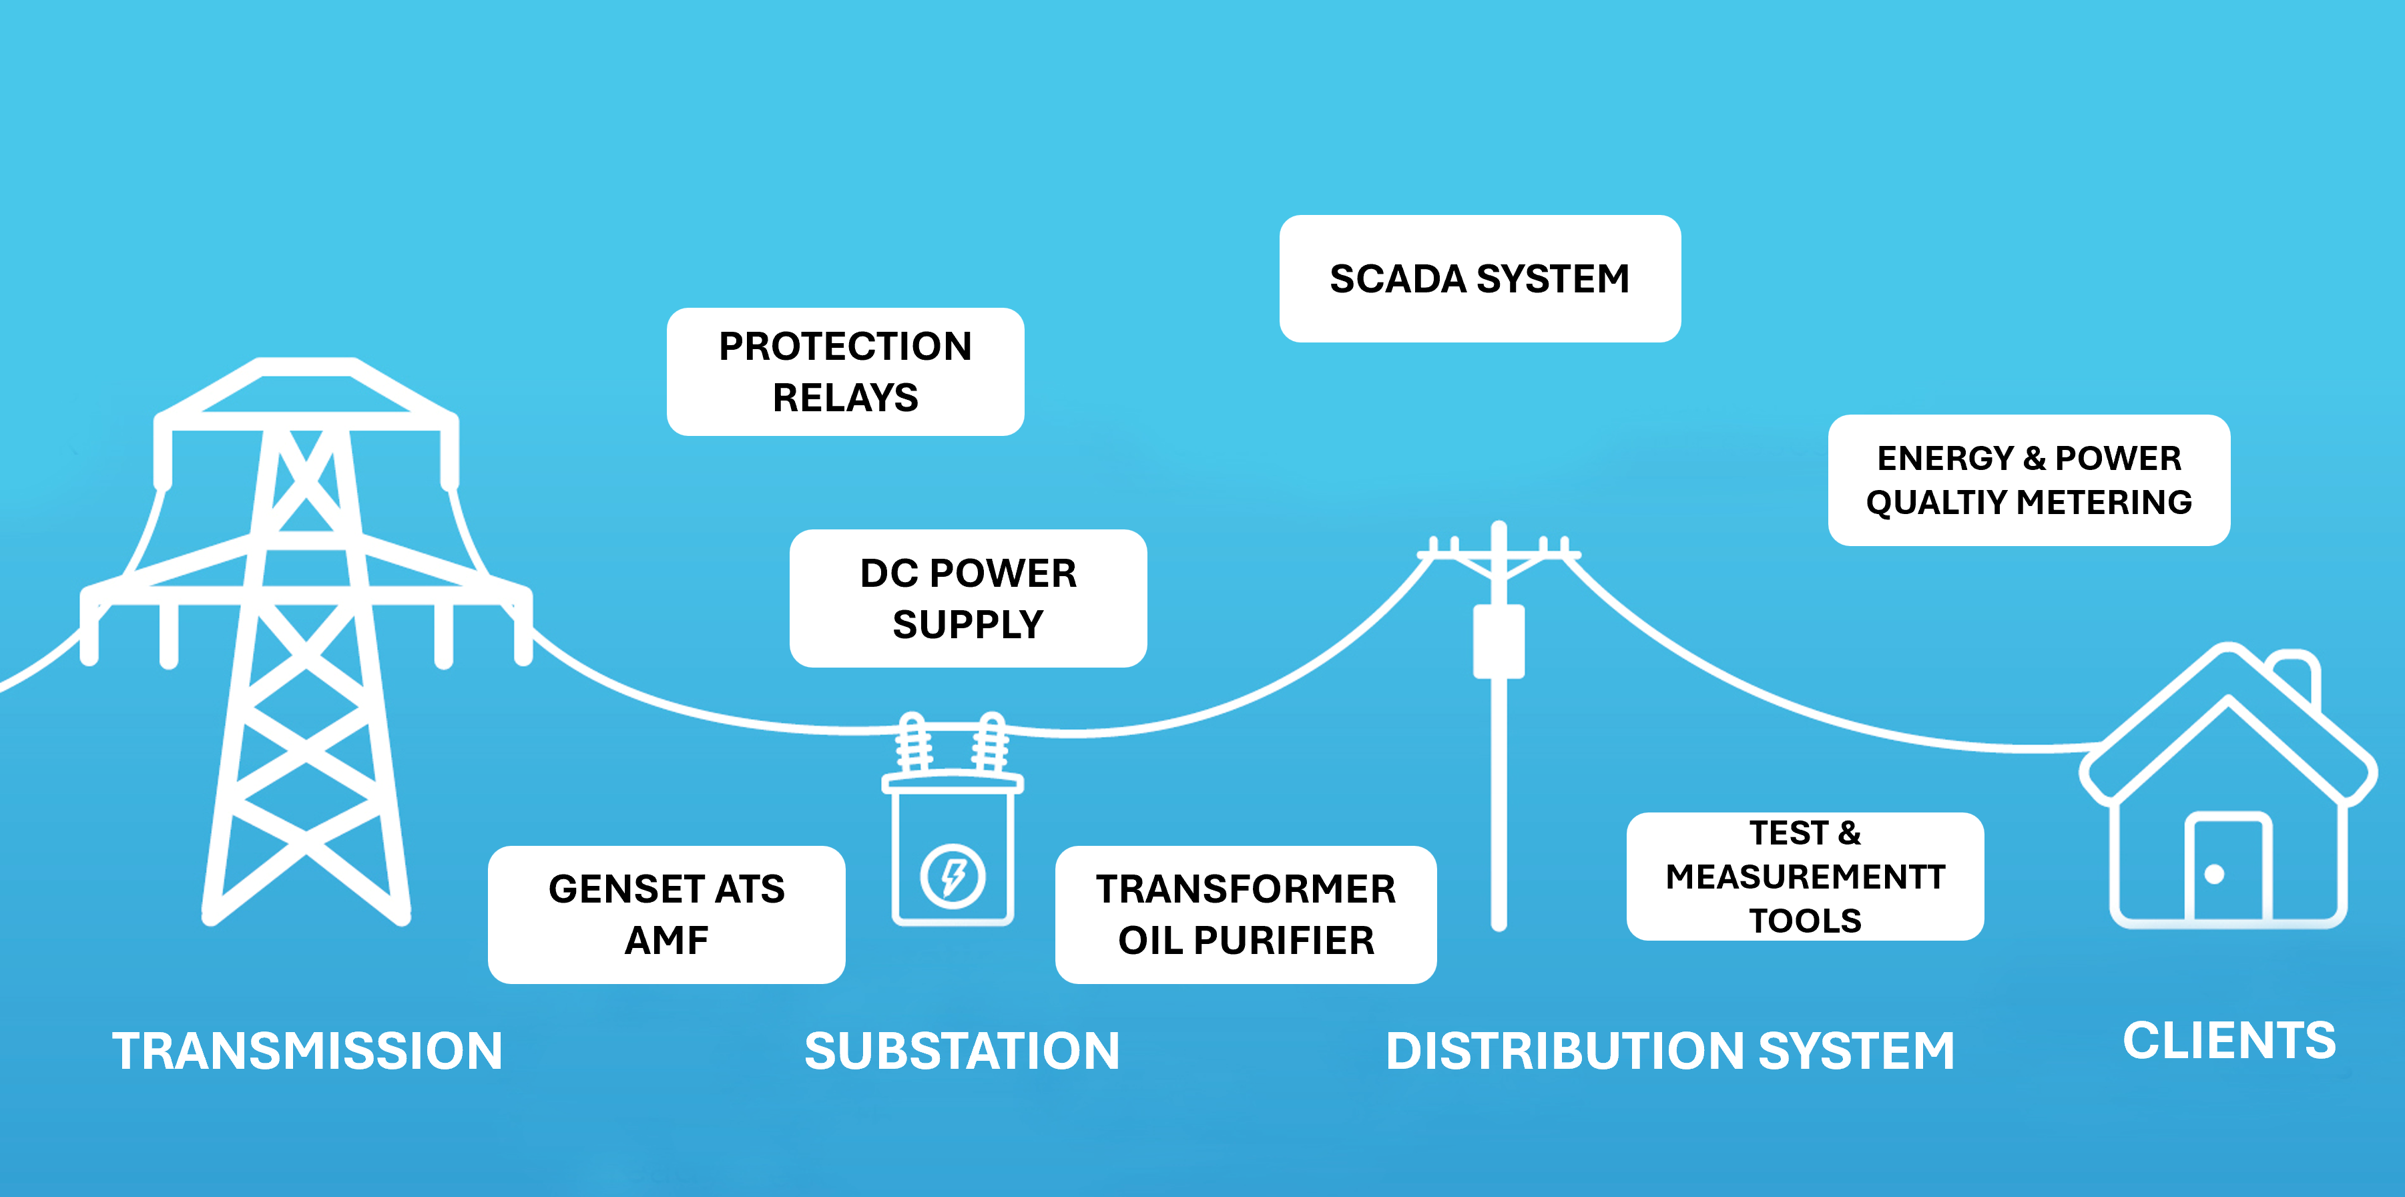 SCADA SYSTEM
PROTECTION
RELAYS
ENERGY & POWER
QUALTIY METERING
DC POWER
SUPPLY
GENSET ATS
AMF
TRANSFORMER
OIL PURIFIER
TEST &
MEASUREMENTT
TOOLS
TRANSMISSION
SUBSTATION
DISTRIBUTION SYSTEM
CLIENTS